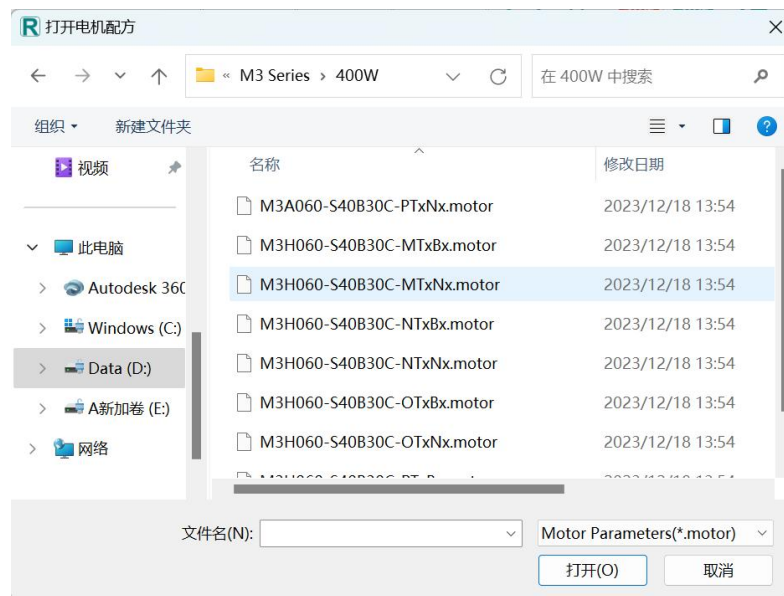 R 打开电机配方
« M3 Series › 400W
在 400W 中搜索
组织 新建文件夹
视频
此电脑
Autodesk 360
Windows (C:)
Data (D:)
A新加卷 (E:)
网络
名称 修改日期
M3A060-S40B30C-PTxNx.motor 2023/12/18 13:54
M3H060-S40B30C-MTxBx.motor 2023/12/18 13:54
M3H060-S40B30C-MTxNx.motor 2023/12/18 13:54
M3H060-S40B30C-NTxBx.motor 2023/12/18 13:54
M3H060-S40B30C-NTxNx.motor 2023/12/18 13:54
M3H060-S40B30C-OTxBx.motor 2023/12/18 13:54
M3H060-S40B30C-OTxNx.motor 2023/12/18 13:54
文件名(N): Motor Parameters(*.motor)
打开(O) 取消